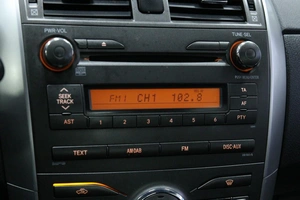 PWR·VOL
TUNE·SEL
SEEK
TRACK
FM1 CH1 102.8
TA
AF
AST 1 2 3 4 5 6 PTY
TEXT AM·DAB FM DISC·AUX